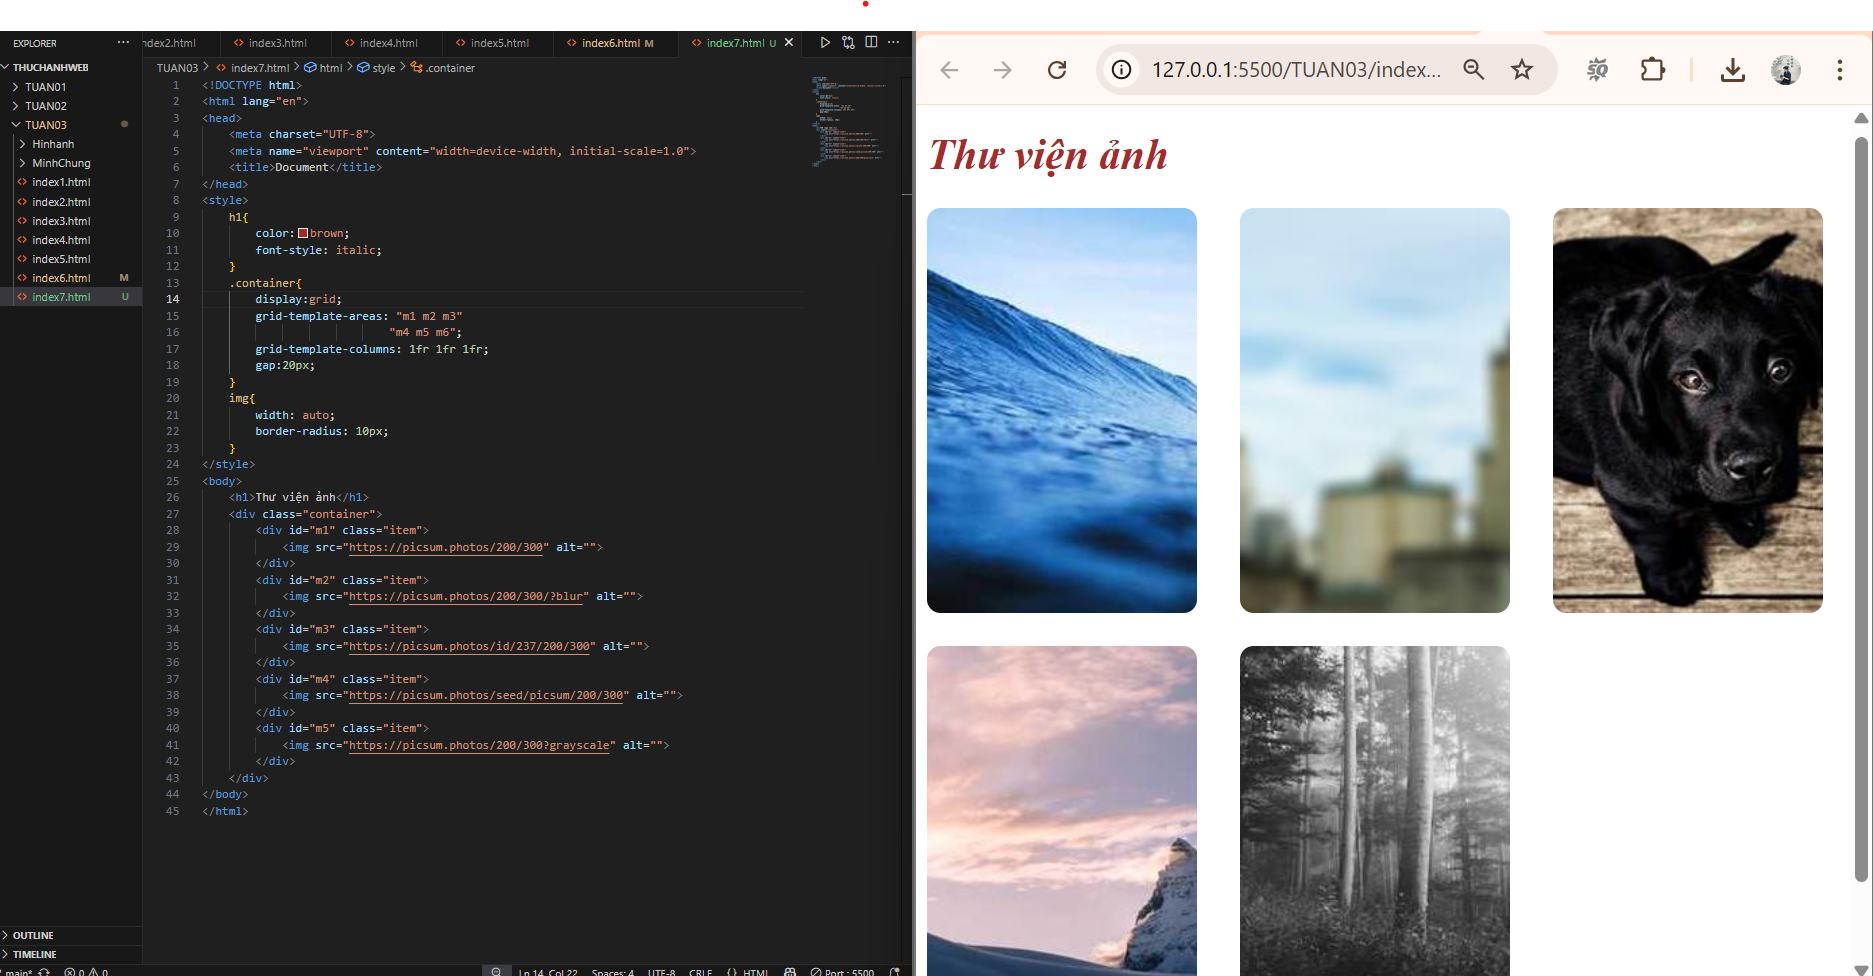 EXPLORER
THUCHANHWEB
TUAN01
TUAN02
TUAN03
Hinhanh
MinhChung
index1.html
index2.html
index3.html
index4.html
index5.html
index6.html M
index7.html U
OUTLINE
TIMELINE
ndex2.html index3.html index4.html index5.html index6.html M index7.html U
TUAN03 > index7.html > html > style > .container
1 <!DOCTYPE html>
2 <html lang="en">
3 <head>
4 <meta charset="UTF-8">
5 <meta name="viewport" content="width=device-width, initial-scale=1.0">
6 <title>Document</title>
7 </head>
8 <style>
9 h1{
10 color: brown;
11 font-style: italic;
12 }
13 .container{
14 display:grid;
15 grid-template-areas: "m1 m2 m3"
16 "m4 m5 m6";
17 grid-template-columns: 1fr 1fr 1fr;
18 gap:20px;
19 }
20 img{
21 width: auto;
22 border-radius: 10px;
23 }
24 </style>
25 <body>
26 <h1>Thư viện ảnh</h1>
27 <div class="container">
28 <div id="m1" class="item">
29 <img src="https://picsum.photos/200/300" alt="">
30 </div>
31 <div id="m2" class="item">
32 <img src="https://picsum.photos/200/300/?blur" alt="">
33 </div>
34 <div id="m3" class="item">
35 <img src="https://picsum.photos/id/237/200/300" alt="">
36 </div>
37 <div id="m4" class="item">
38 <img src="https://picsum.photos/seed/picsum/200/300" alt="">
39 </div>
40 <div id="m5" class="item">
41 <img src="https://picsum.photos/200/300?grayscale" alt="">
42 </div>
43 </div>
44 </body>
45 </html>
main* 0 0 Ln 14, Col 22 Spaces: 4 UTF-8 CRLF {} HTML Port : 5500
127.0.0.1:5500/TUAN03/index...
Thư viện ảnh